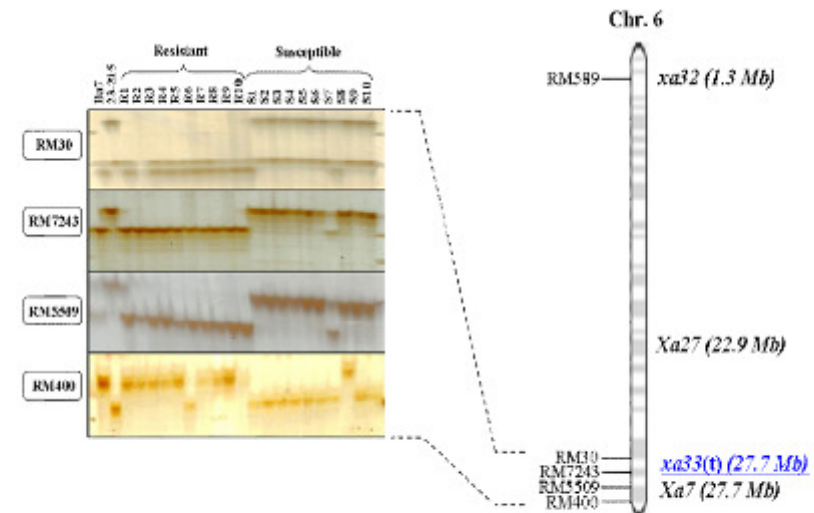 Chr. 6
Resistant
Susceptible
Ba7
R1
R2
R3
R4
R5
R6
R7
R8
R9
R10
S1
S2
S3
S4
S5
S6
S7
S8
S9
S10
RM30
RM7243
RM5509
RM400
RM589
xa32 (1.3 Mb)
Xa27 (22.9 Mb)
RM30
xa33(t) (27.7 Mb)
RM7243
RM5509
Xa7 (27.7 Mb)
RM400